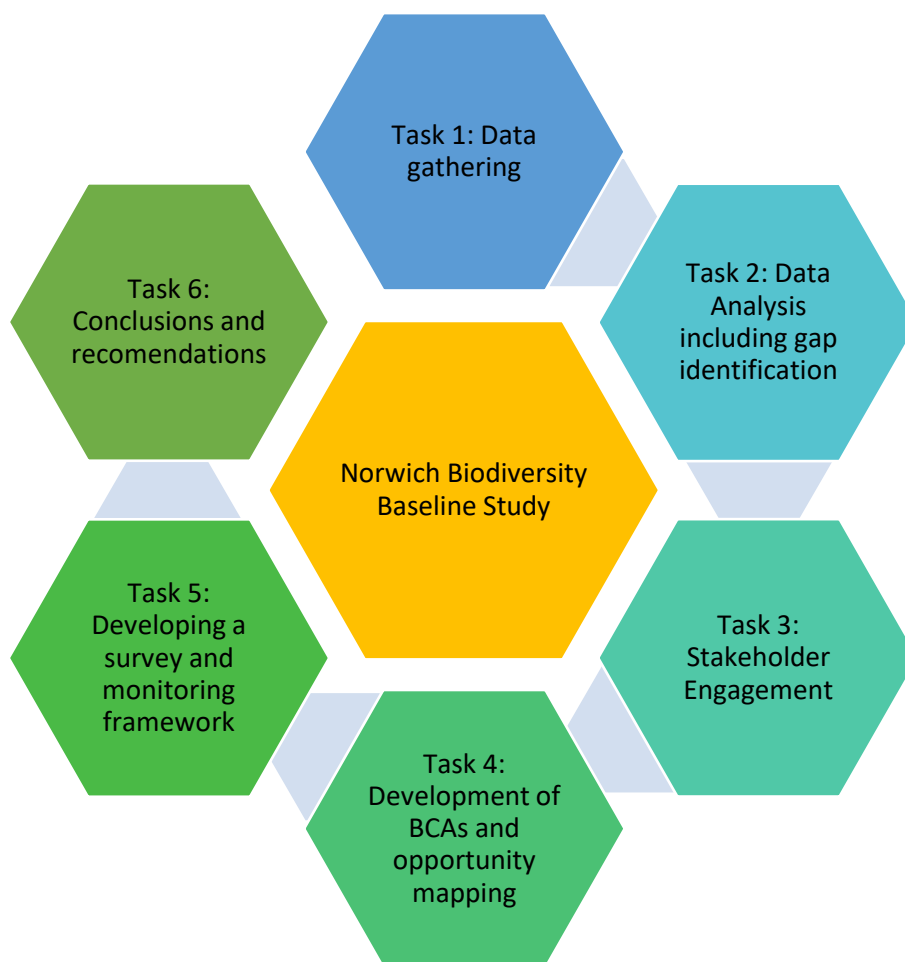 Task 1: Data
gathering
Task 2: Data
Analysis
including gap
identification
Task 3:
Stakeholder
Engagement
Task 4:
Development of
BCAs and
opportunity
mapping
Task 5:
Developing a
survey and
monitoring
framework
Task 6:
Conclusions and
recomendations
Norwich Biodiversity
Baseline Study